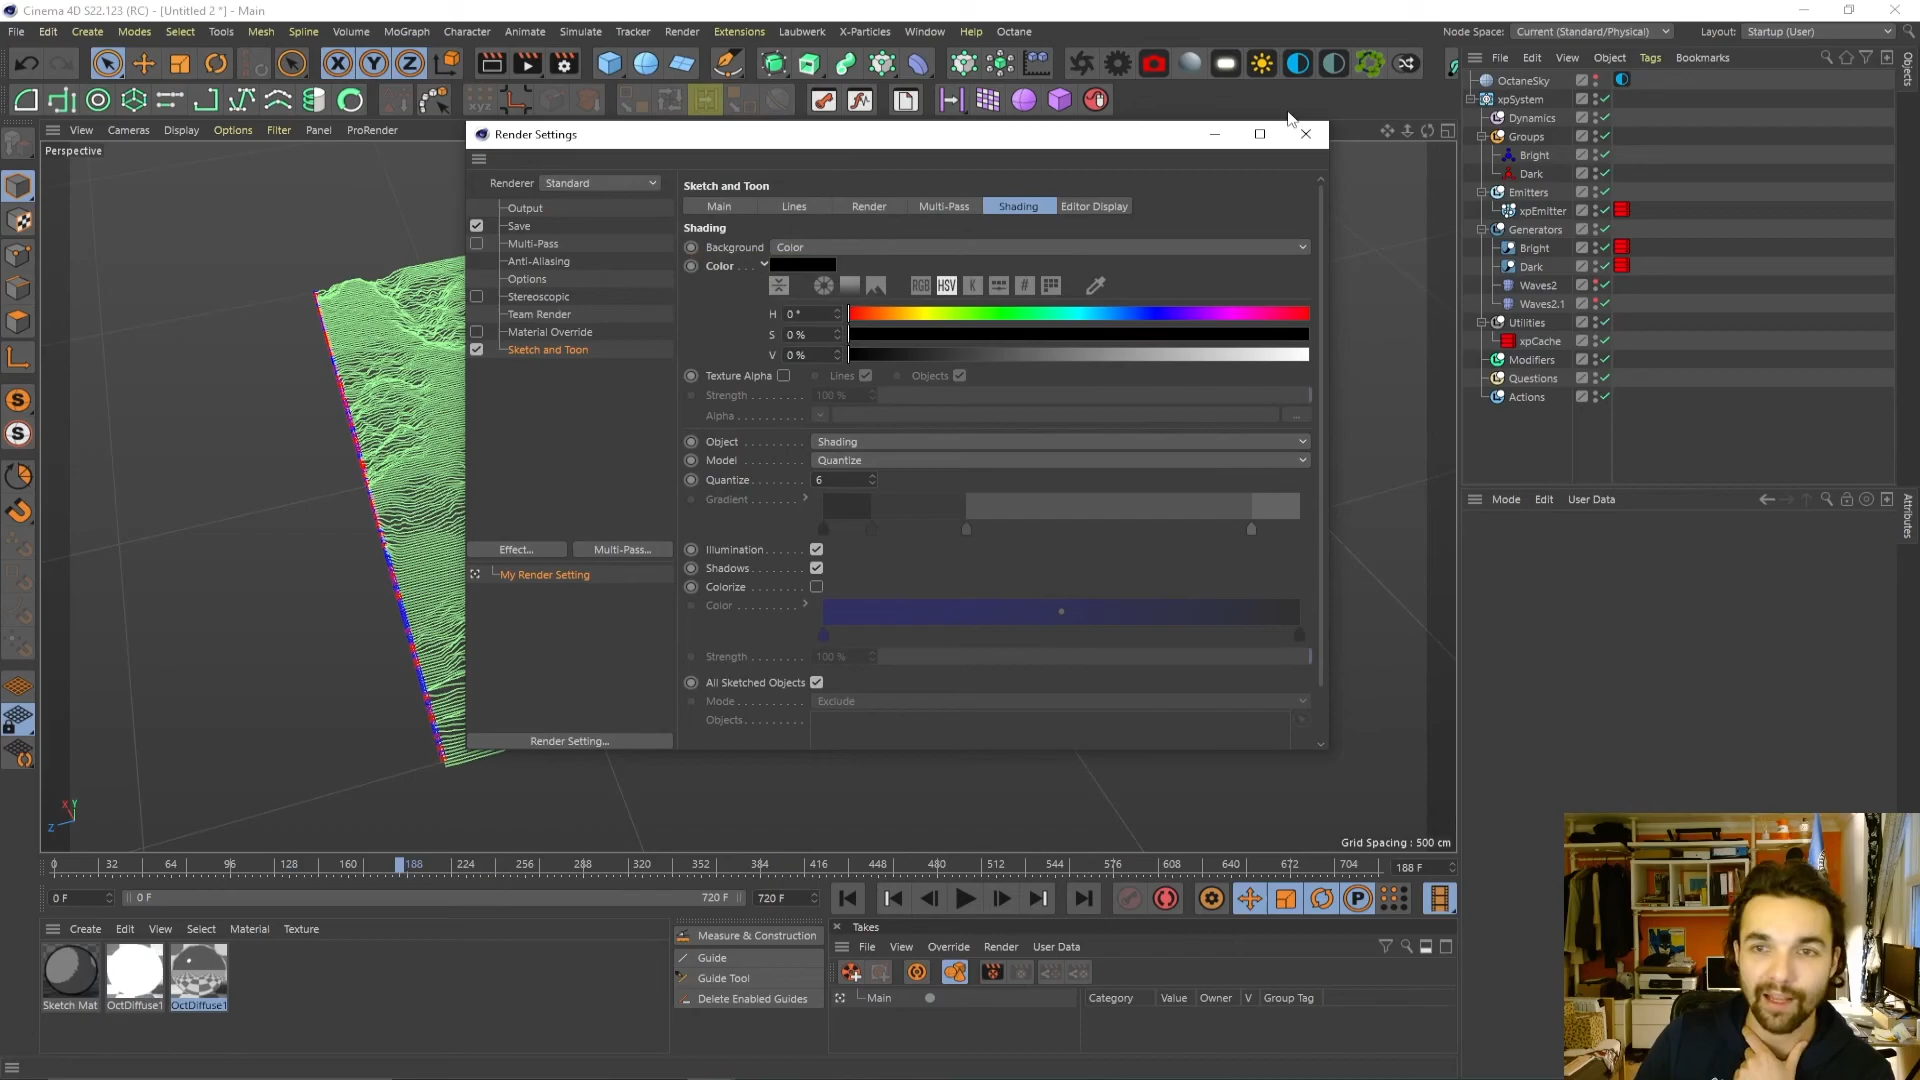 Cinema 4D S22.123 (RC) - [Untitled 2 *] - Main
File Edit Create Modes Select Tools Mesh Spline Volume MoGraph Character Animate Simulate Tracker Render Extensions Laubwerk X-Particles Window Help Octane
Node Space: Current (Standard/Physical) Layout: Startup (User)
File Edit View Object Tags Bookmarks
Objects
View Cameras Display Options Filter Panel ProRender
Perspective
Render Settings
Renderer Standard
Output
Save
Multi-Pass
Anti-Aliasing
Options
Stereoscopic
Team Render
Material Override
Sketch and Toon
Effect... Multi-Pass...
My Render Setting
Render Setting...
Sketch and Toon
Main Lines Render Multi-Pass Shading Editor Display
Shading
Background Color
Color . . .
RGB HSV K #
H 0 °
S 0 %
V 0 %
Texture Alpha Lines Objects
Strength . . . . . . . . 100 %
Alpha . . . . . . . . ...
Object . . . . . . . . . Shading
Model . . . . . . . . . Quantize
Quantize . . . . . . . 6
Gradient . . . . . . .
Illumination . . . . . .
Shadows . . . . . . .
Colorize . . . . . . .
Color . . . . . . . .
Strength . . . . . . . . 100 %
All Sketched Objects
Mode . . . . . . . . . Exclude
Objects . . . . . . . .
OctaneSky
xpSystem
Dynamics
Groups
Bright
Dark
Emitters
xpEmitter
Generators
Bright
Dark
Waves2
Waves2.1
Utilities
xpCache
Modifiers
Questions
Actions
Mode Edit User Data
Attributes
X Y
Z
Grid Spacing : 500 cm
0 32 64 96 128 160 188 224 256 288 320 352 384 416 448 480 512 544 576 608 640 672 704 188 F
0 F 0 F 720 F 720 F
Create Edit View Select Material Texture
Sketch Mat OctDiffuse1 OctDiffuse1
Measure & Construction
Guide
Guide Tool
Delete Enabled Guides
Takes
File View Override Render User Data
Main
Category Value Owner V Group Tag